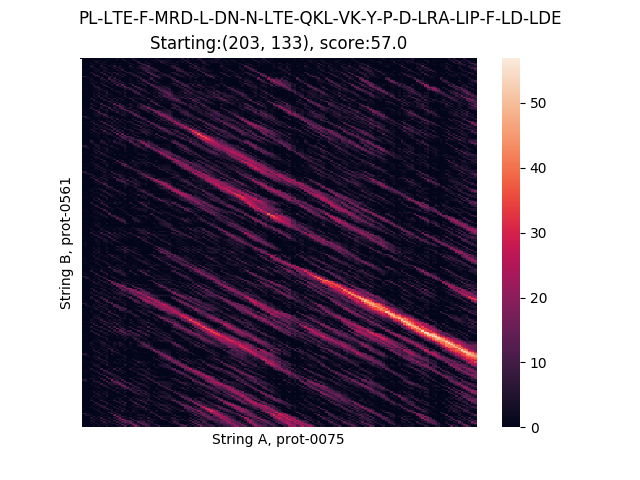 PL-LTE-F-MRD-L-DN-N-LTE-QKL-VK-Y-P-D-LRA-LIP-F-LD-LDE
Starting:(203, 133), score:57.0
50
40
30
20
10
0
String B, prot-0561
String A, prot-0075